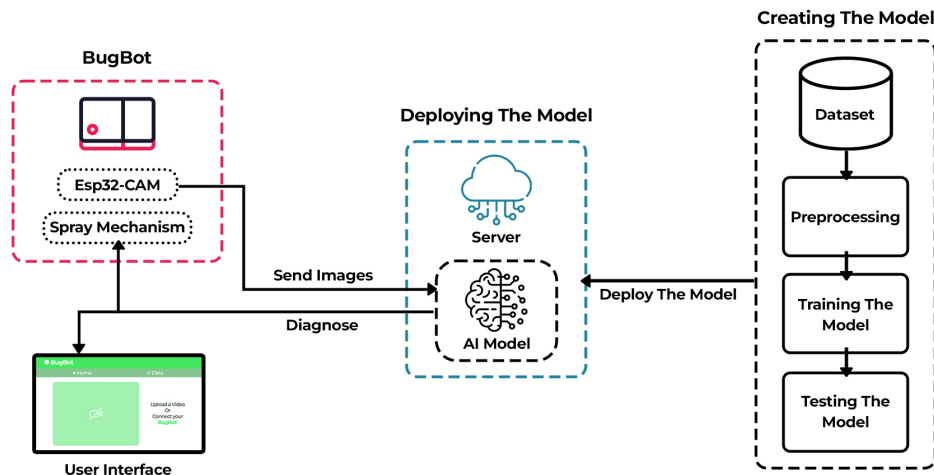 Creating The Model
BugBot
Deploying The Model
Dataset
Esp32-CAM
Preprocessing
Spray Mechanism
Server
Send Images
Deploy The Model
Training The
Model
Diagnose
AI Model
BugBot
Home
Data
Upload a Video
Or
Connect your
BugBot!
Testing The
Model
User Interface